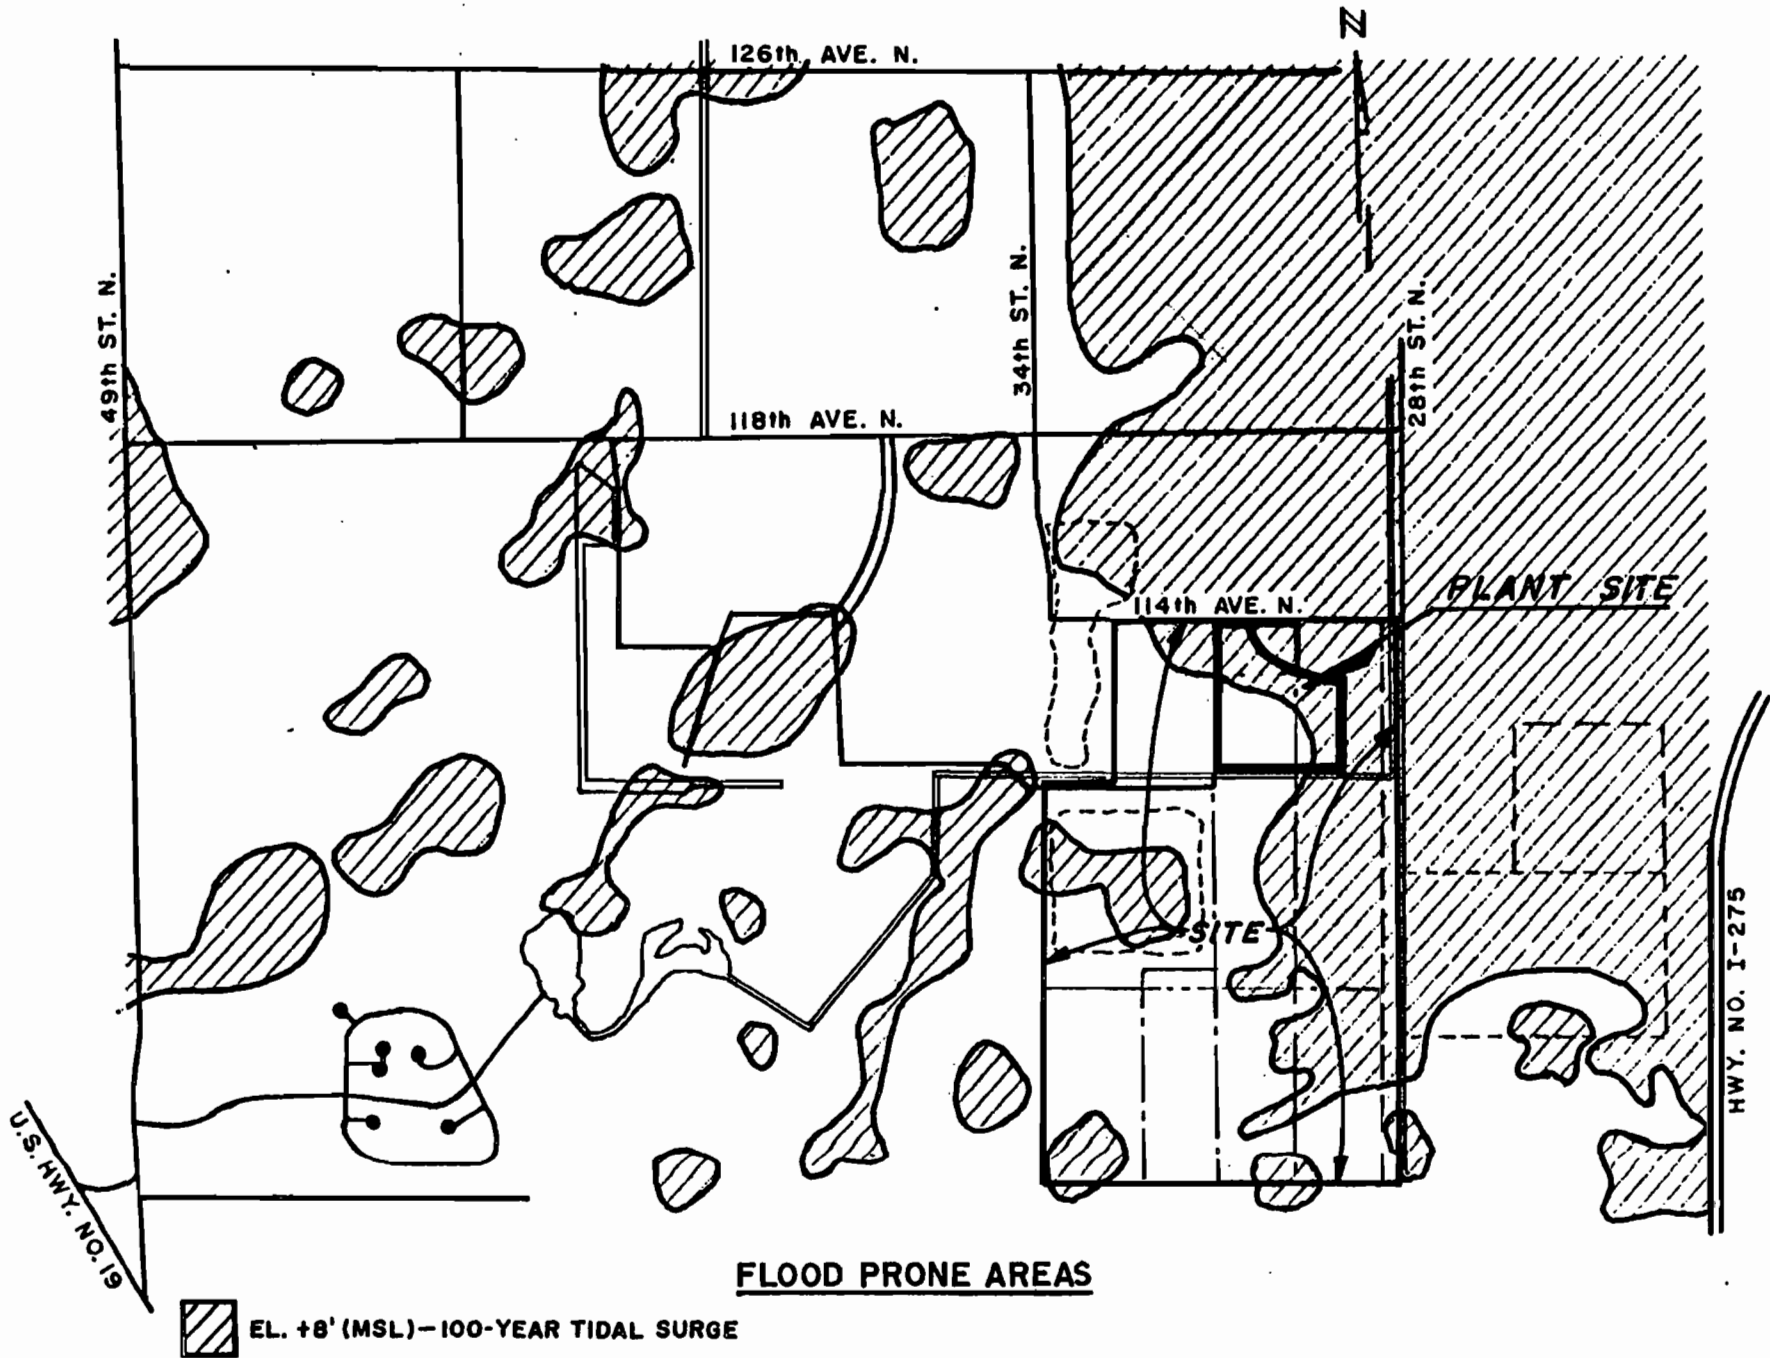 N
126th AVE. N.
49th ST. N.
34th ST. N.
28th ST. N.
118th AVE. N.
PLANT SITE
114th AVE. N.
SITE
HWY. NO. I-275
U.S. HWY. NO. 19
FLOOD PRONE AREAS
EL. +8' (MSL)-100-YEAR TIDAL SURGE